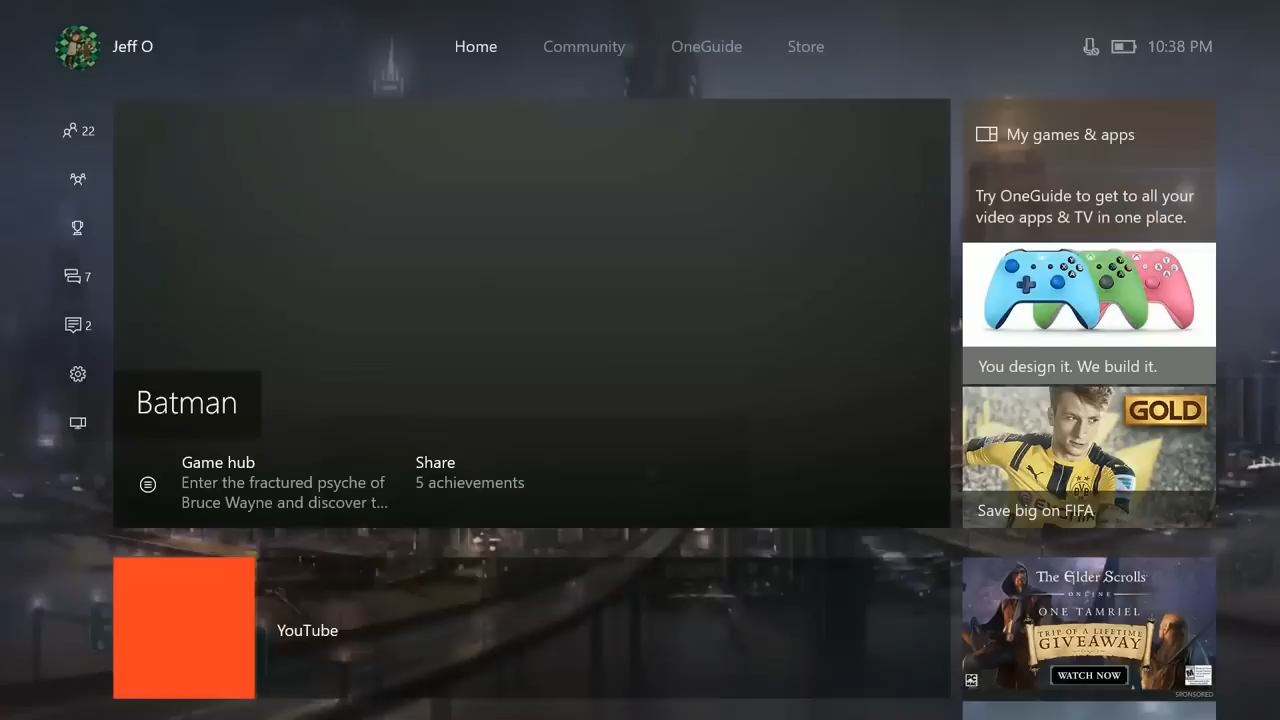 Jeff O
Home
Community
OneGuide
Store
10:38 PM
22
7
2
Batman
Game hub
Enter the fractured psyche of
Bruce Wayne and discover t...
Share
5 achievements
My games & apps
Try OneGuide to get to all your
video apps & TV in one place.
You design it. We build it.
GOLD
Save big on FIFA
YouTube
The Elder Scrolls
ONLINE
ONE TAMRIEL
TRIP OF A LIFETIME
GIVEAWAY
WATCH NOW
PC
SPONSORED